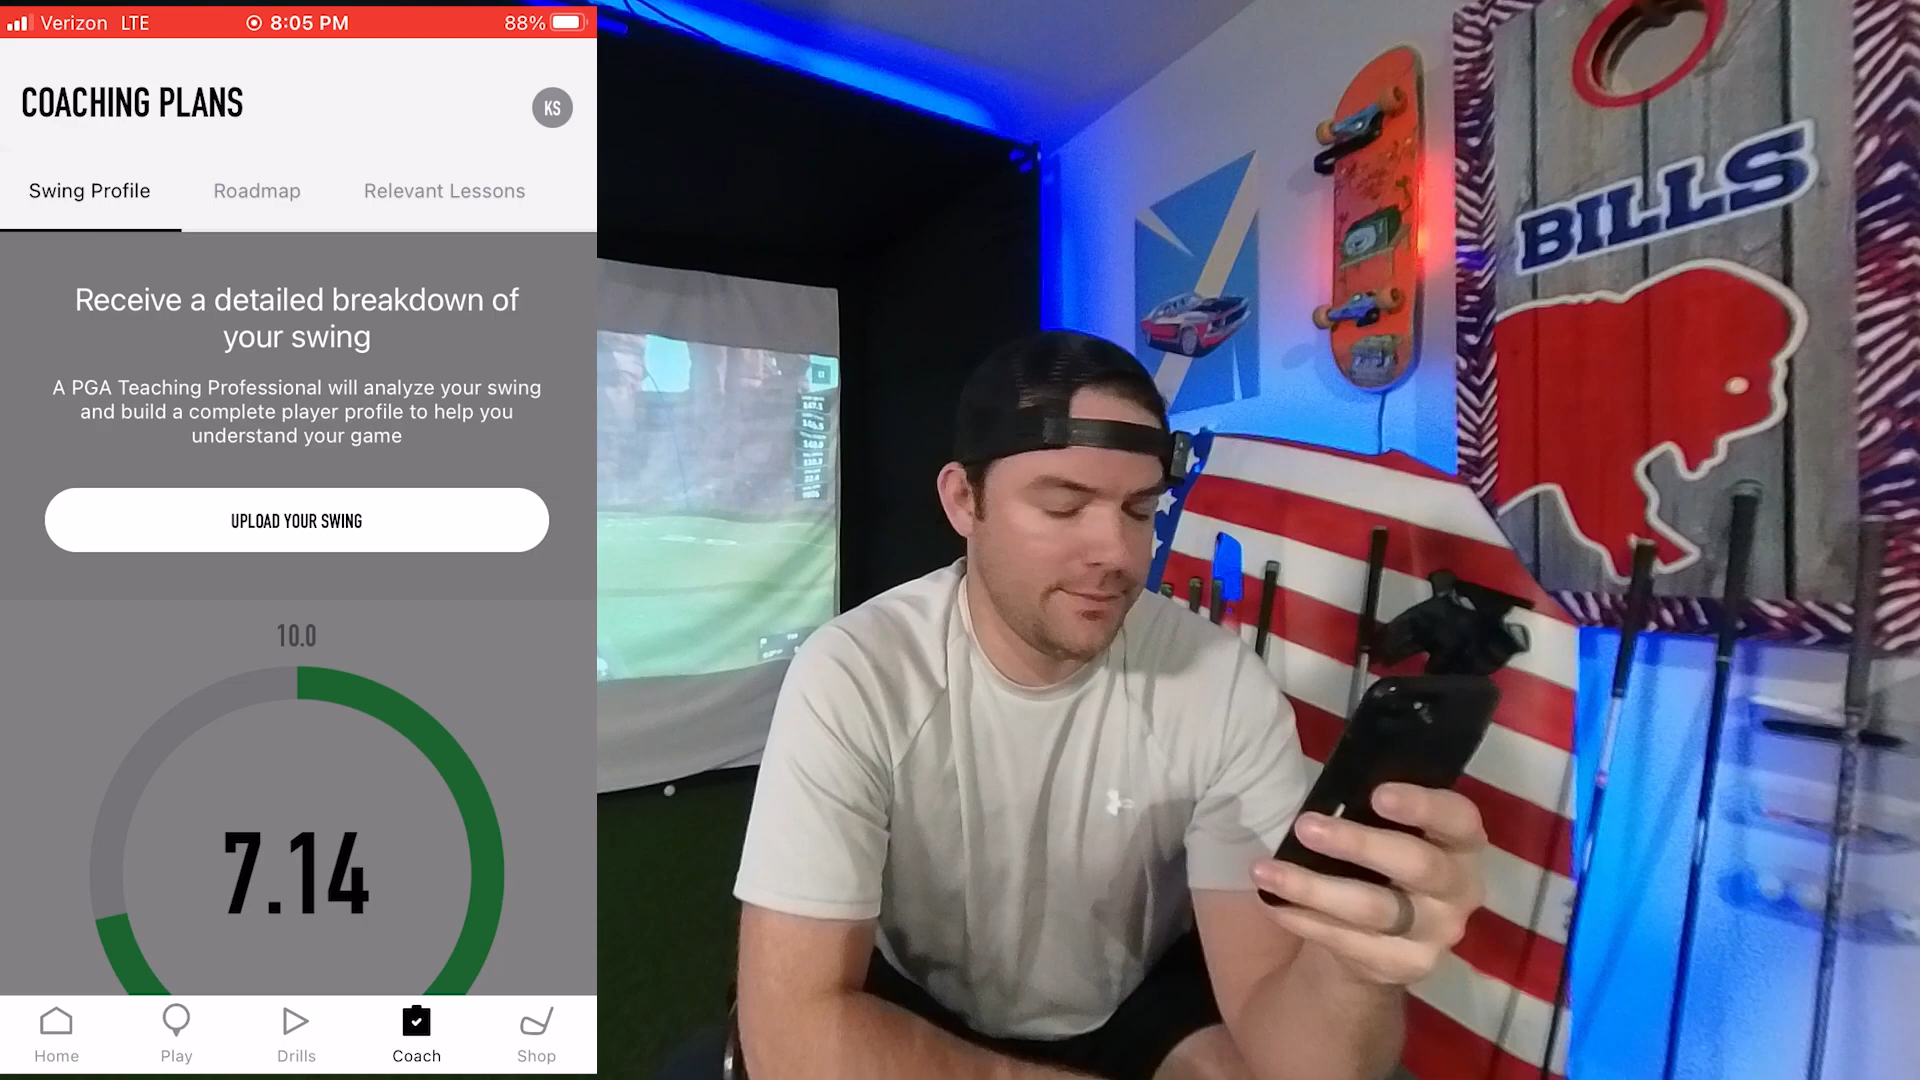 Verizon LTE 8:05 PM 88%
COACHING PLANS
KS
Swing Profile Roadmap Relevant Lessons
Receive a detailed breakdown of
your swing
A PGA Teaching Professional will analyze your swing
and build a complete player profile to help you
understand your game
UPLOAD YOUR SWING
10.0
7.14
Home Play Drills Coach Shop
BILLS